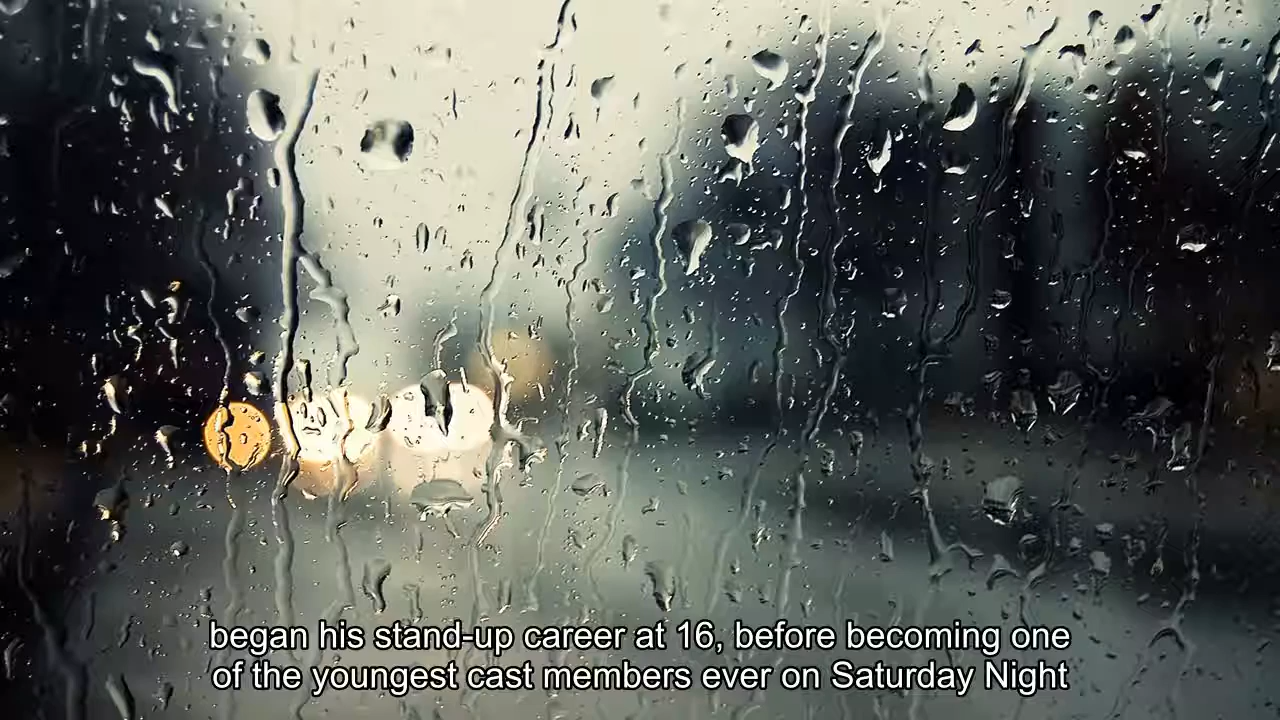 began his stand-up career at 16, before becoming one
of the youngest cast members ever on Saturday Night